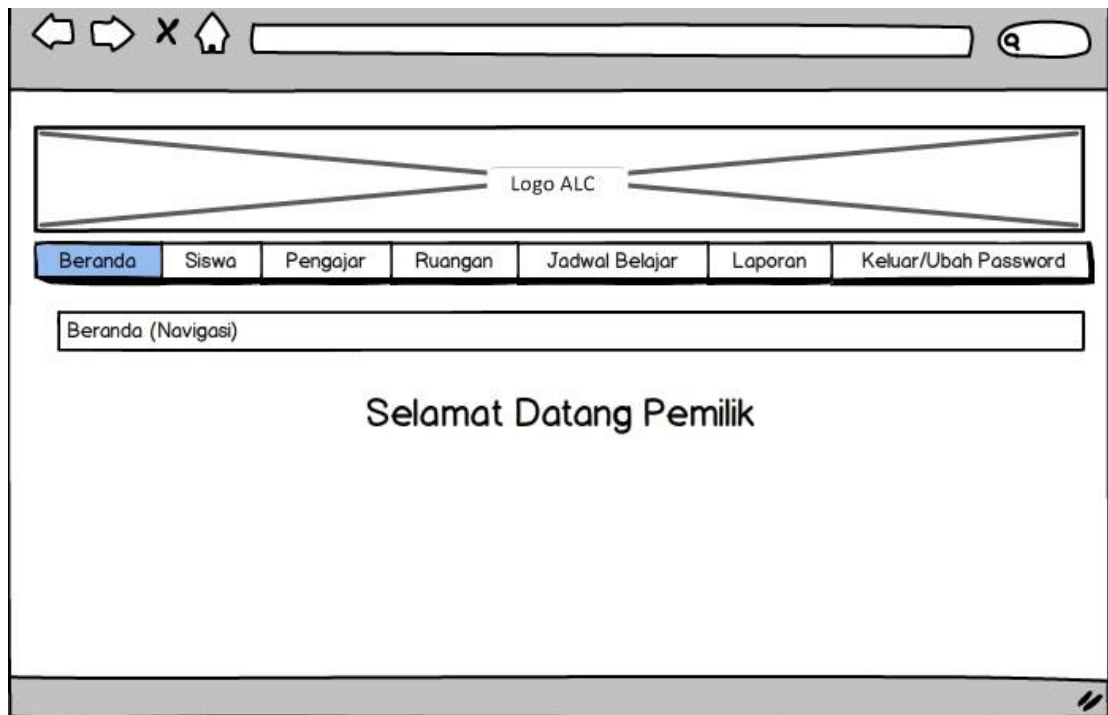 Logo ALC
Beranda Siswa Pengajar Ruangan Jadwal Belajar Laporan Keluar/Ubah Password
Beranda (Navigasi)
Selamat Datang Pemilik